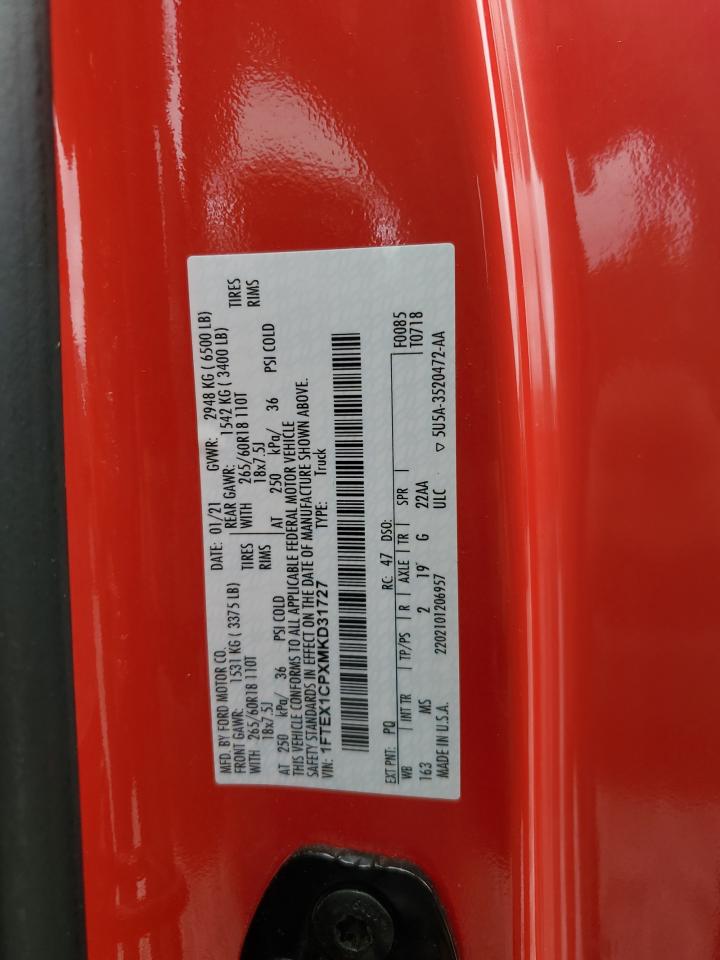 MFD. BY FORD MOTOR CO.
DATE: 01/21 GVWR: 2948 KG ( 6500 LB)
FRONT GAWR: 1531 KG ( 3375 LB) REAR GAWR: 1542 KG ( 3400 LB)
WITH 265/60R18 110T TIRES WITH 265/60R18 110T TIRES
18x7.5J RIMS 18x7.5J RIMS
AT 250 kPa/ 36 PSI COLD AT 250 kPa/ 36 PSI COLD
THIS VEHICLE CONFORMS TO ALL APPLICABLE FEDERAL MOTOR VEHICLE
SAFETY STANDARDS IN EFFECT ON THE DATE OF MANUFACTURE SHOWN ABOVE.
VIN: 1FTEX1CPXMKD31727 TYPE: Truck
EXT PNT: PQ RC: 47 DSO: F0085
WB INT TR TP/PS R AXLE TR SPR T0718
163 MS 2 19 G 22AA
MADE IN U.S.A. 2202101206957 ULC ▽ 5U5A-3520472-AA